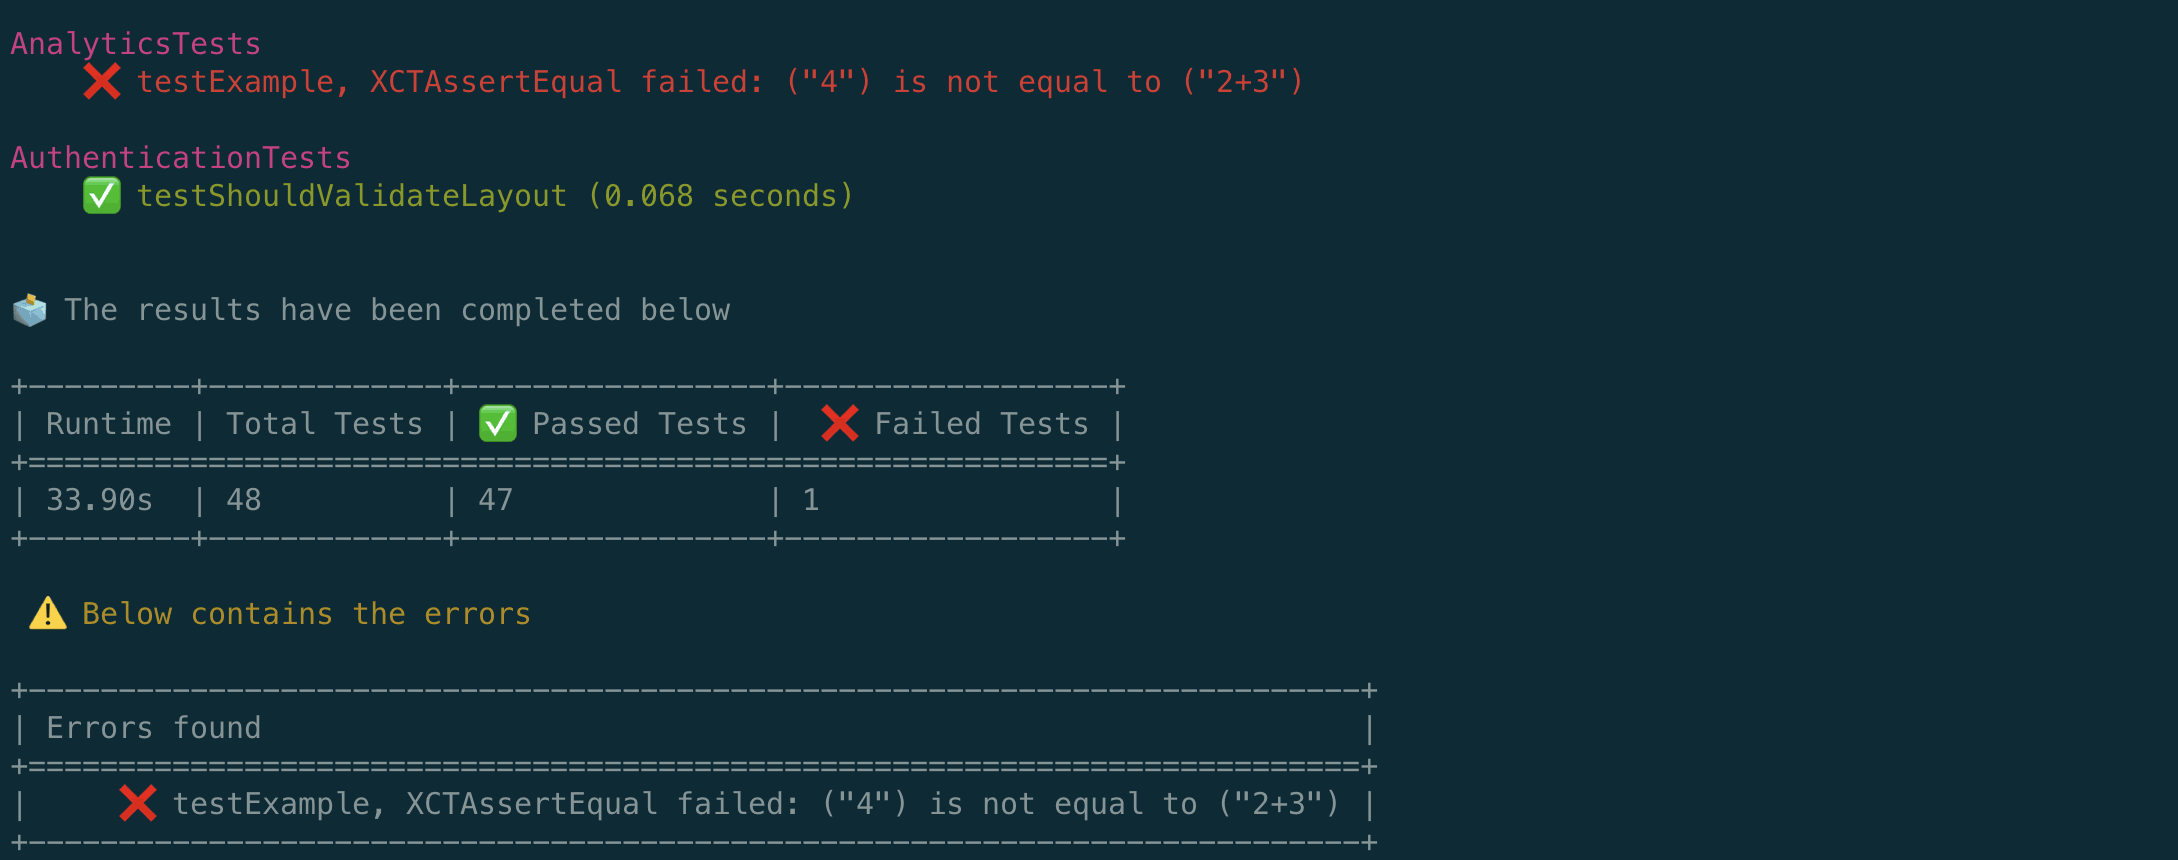 AnalyticsTests
❌ testExample, XCTAssertEqual failed: ("4") is not equal to ("2+3")
AuthenticationTests
✅ testShouldValidateLayout (0.068 seconds)
🗳 The results have been completed below
+---------+-------------+-----------------+------------------+
| Runtime | Total Tests | ✅ Passed Tests | ❌ Failed Tests |
+============================================================+
| 33.90s | 48 | 47 | 1 |
+---------+-------------+-----------------+------------------+
⚠️ Below contains the errors
+--------------------------------------------------------------------------+
| Errors found |
+==========================================================================+
| ❌ testExample, XCTAssertEqual failed: ("4") is not equal to ("2+3") |
+--------------------------------------------------------------------------+